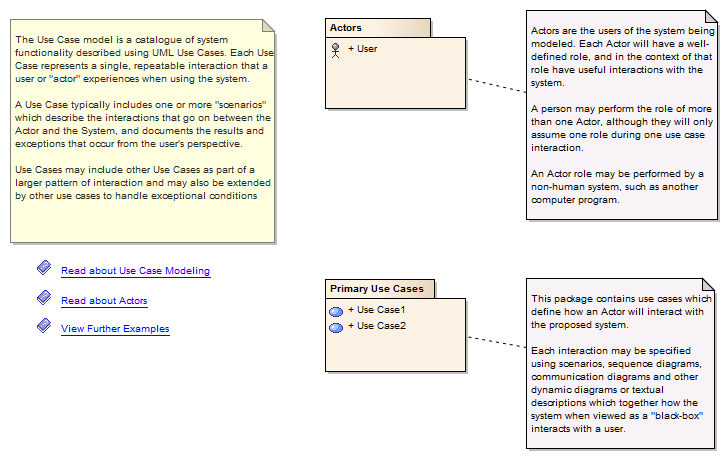 The Use Case model is a catalogue of system
functionality described using UML Use Cases. Each Use
Case represents a single, repeatable interaction that a
user or "actor" experiences when using the system.
A Use Case typically includes one or more "scenarios"
which describe the interactions that go on between the
Actor and the System, and documents the results and
exceptions that occur from the user's perspective.
Use Cases may include other Use Cases as part of a
larger pattern of interaction and may also be extended
by other use cases to handle exceptional conditions
Read about Use Case Modeling
Read about Actors
View Further Examples
Actors
+ User
Actors are the users of the system being
modeled. Each Actor will have a well-
defined role, and in the context of that
role have useful interactions with the
system.
A person may perform the role of more
than one Actor, although they will only
assume one role during one use case
interaction.
An Actor role may be performed by a
non-human system, such as another
computer program.
Primary Use Cases
+ Use Case1
+ Use Case2
This package contains use cases which
define how an Actor will interact with
the proposed system.
Each interaction may be specified
using scenarios, sequence diagrams,
communication diagrams and other
dynamic diagrams or textual
descriptions which together how the
system when viewed as a "black-box"
interacts with a user.